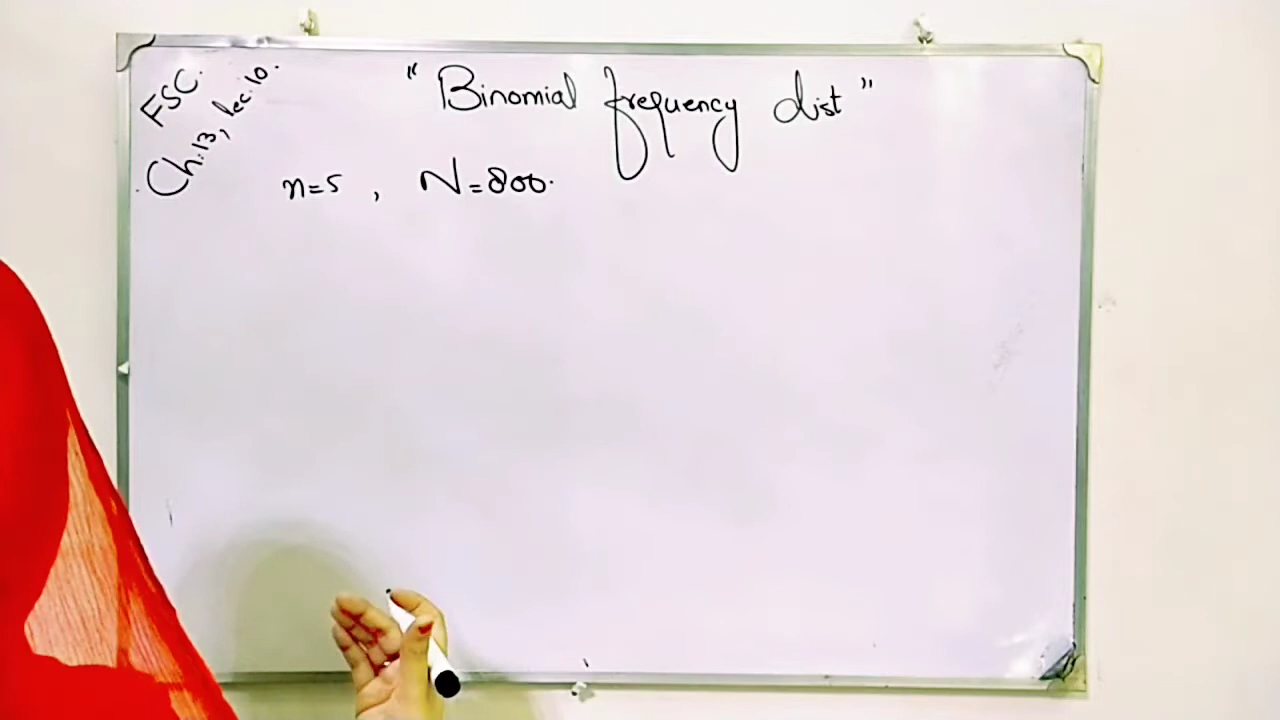 FSC.
Ch:13, lec:10.
"Binomial frequency dist"
n=5 , N=800.